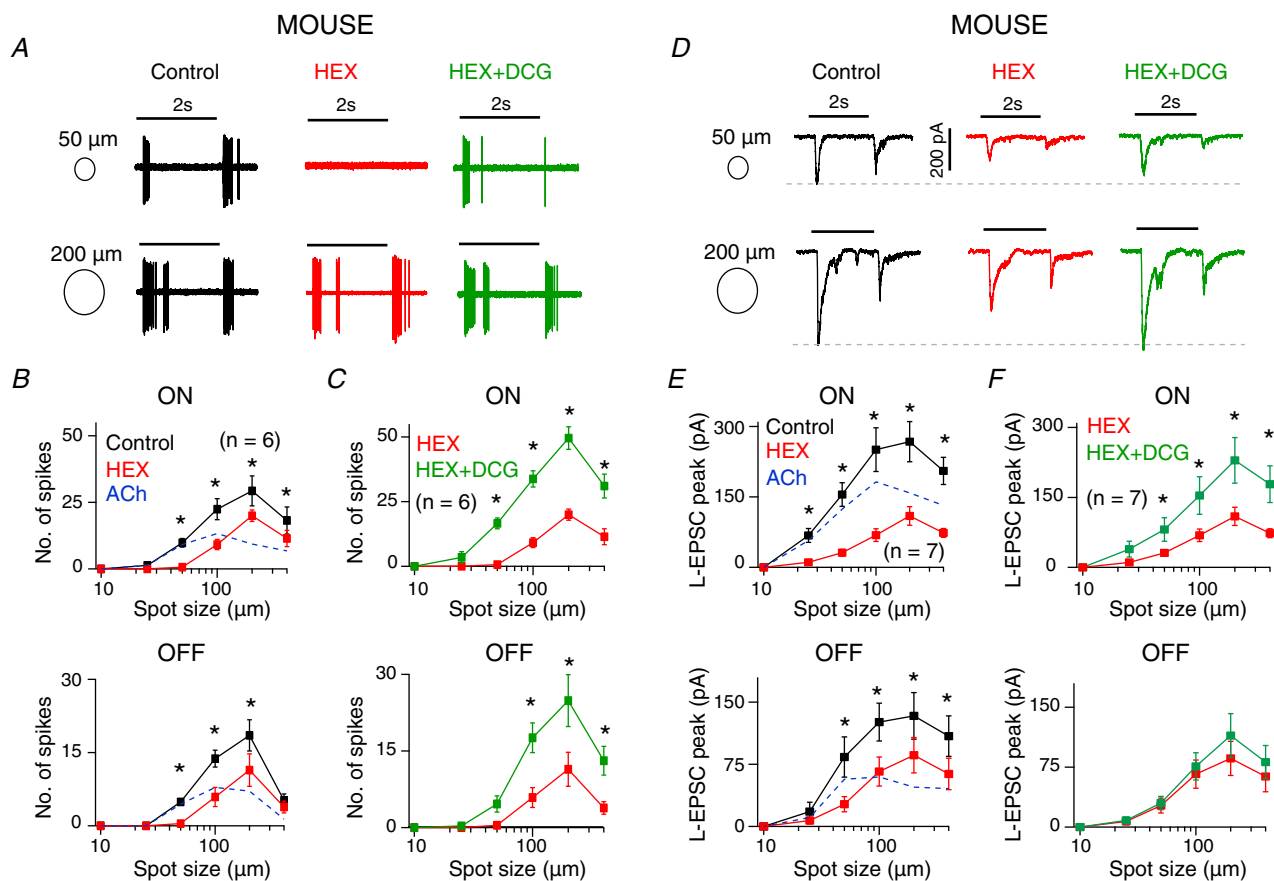 MOUSE
A
Control HEX HEX+DCG
2s 2s 2s
50 µm
200 µm
MOUSE
D
Control HEX HEX+DCG
2s 2s 2s
50 µm
200 pA
200 µm
B
ON
No. of spikes
50
25
0
Control
HEX
ACh
(n = 6)
* * * *
10 100
Spot size (µm)
OFF
No. of spikes
30
15
0
* * *
10 100
Spot size (µm)
C
ON
No. of spikes
50
25
0
HEX
HEX+DCG
(n = 6)
* * * *
10 100
Spot size (µm)
OFF
No. of spikes
30
15
0
* * *
10 100
Spot size (µm)
E
ON
L-EPSC peak (pA)
300
150
0
Control
HEX
ACh
(n = 7)
* * * * *
10 100
Spot size (µm)
OFF
L-EPSC peak (pA)
150
75
0
* * * *
10 100
Spot size (µm)
F
ON
L-EPSC peak (pA)
300
150
0
HEX
HEX+DCG
(n = 7)
* * * *
10 100
Spot size (µm)
OFF
L-EPSC peak (pA)
150
75
0
10 100
Spot size (µm)